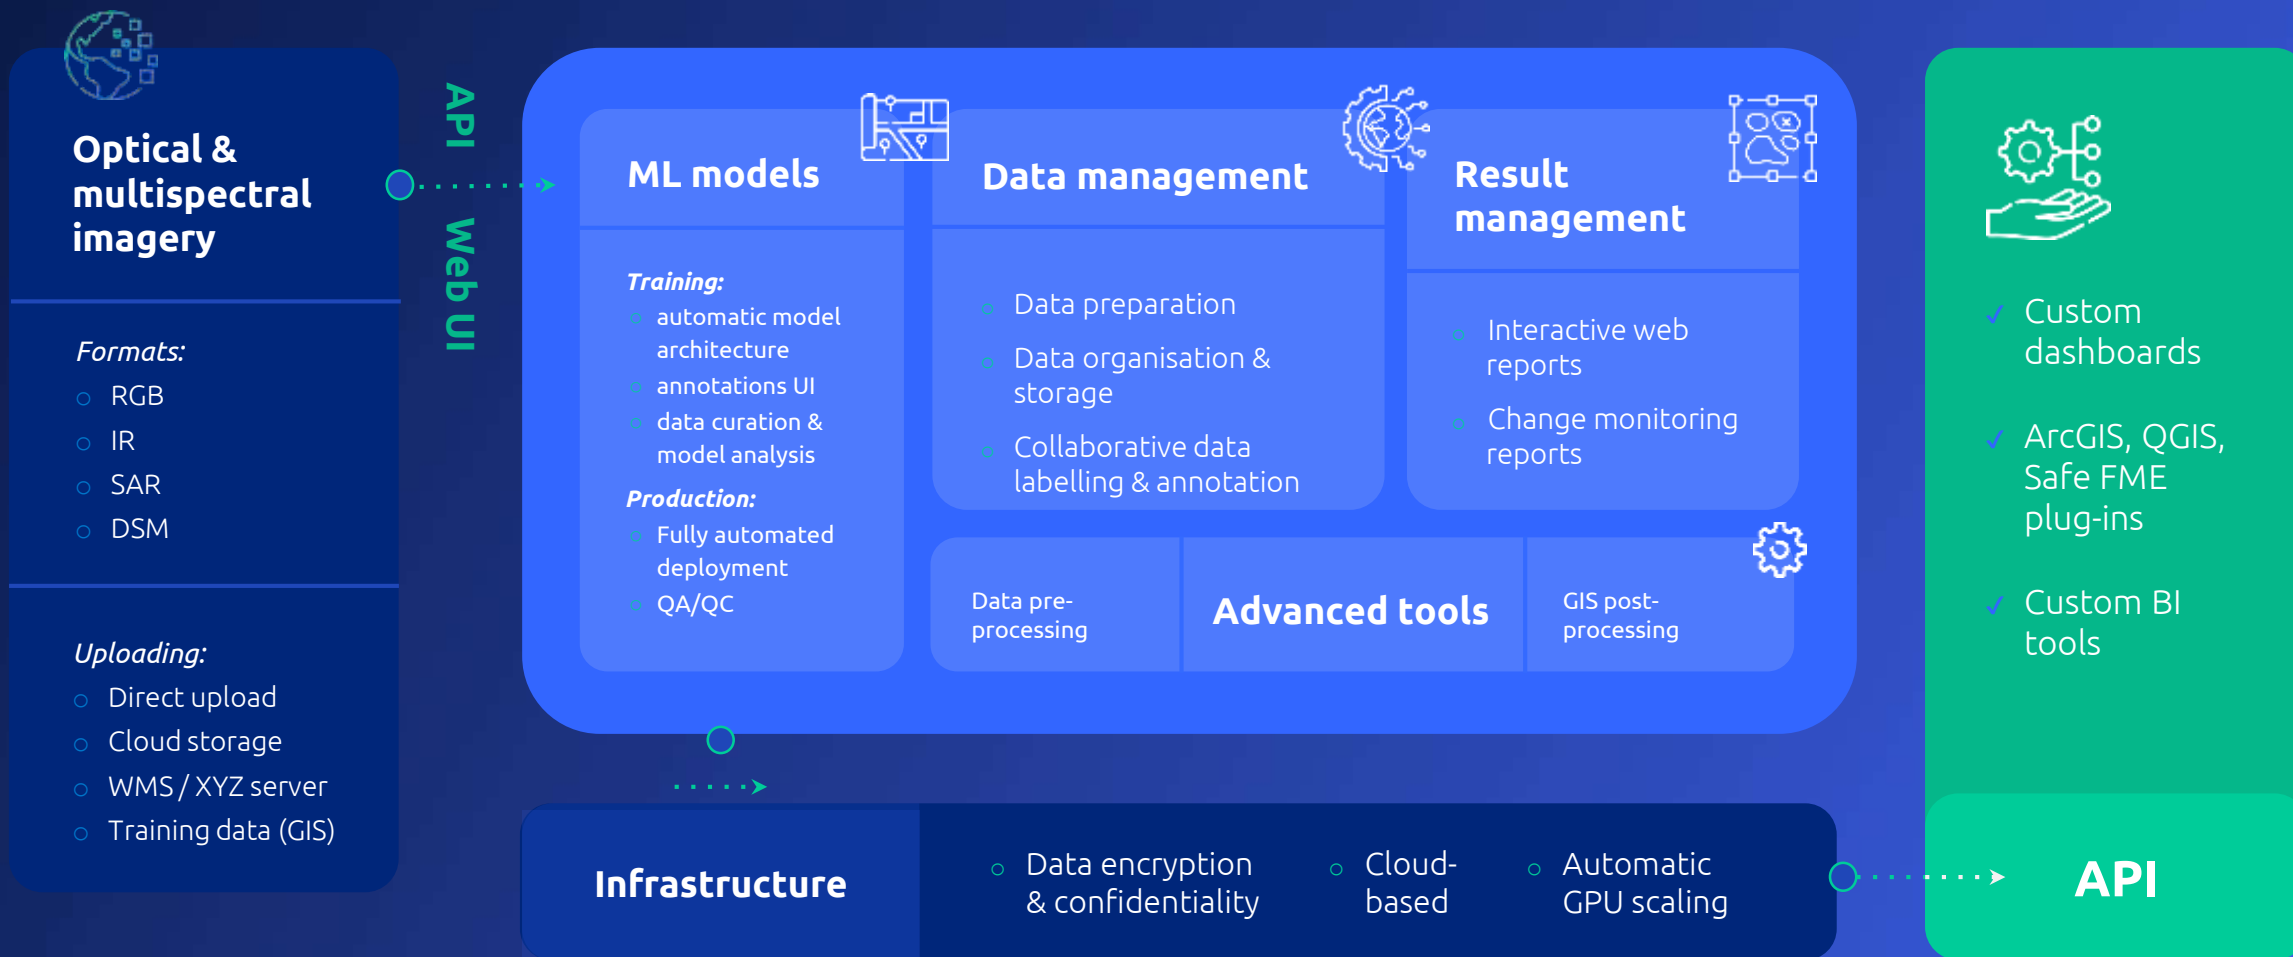 Optical &
multispectral
imagery
Formats:
RGB
IR
SAR
DSM
Uploading:
Direct upload
Cloud storage
WMS / XYZ server
Training data (GIS)
API
Web UI
ML models
Training:
automatic model
architecture
annotations UI
data curation &
model analysis
Production:
Fully automated
deployment
QA/QC
Data management
Data preparation
Data organisation &
storage
Collaborative data
labelling & annotation
Result
management
Interactive web
reports
Change monitoring
reports
Data pre-
processing
Advanced tools
GIS post-
processing
Infrastructure
Data encryption
& confidentiality
Cloud-
based
Automatic
GPU scaling
Custom
dashboards
ArcGIS, QGIS,
Safe FME
plug-ins
Custom BI
tools
API